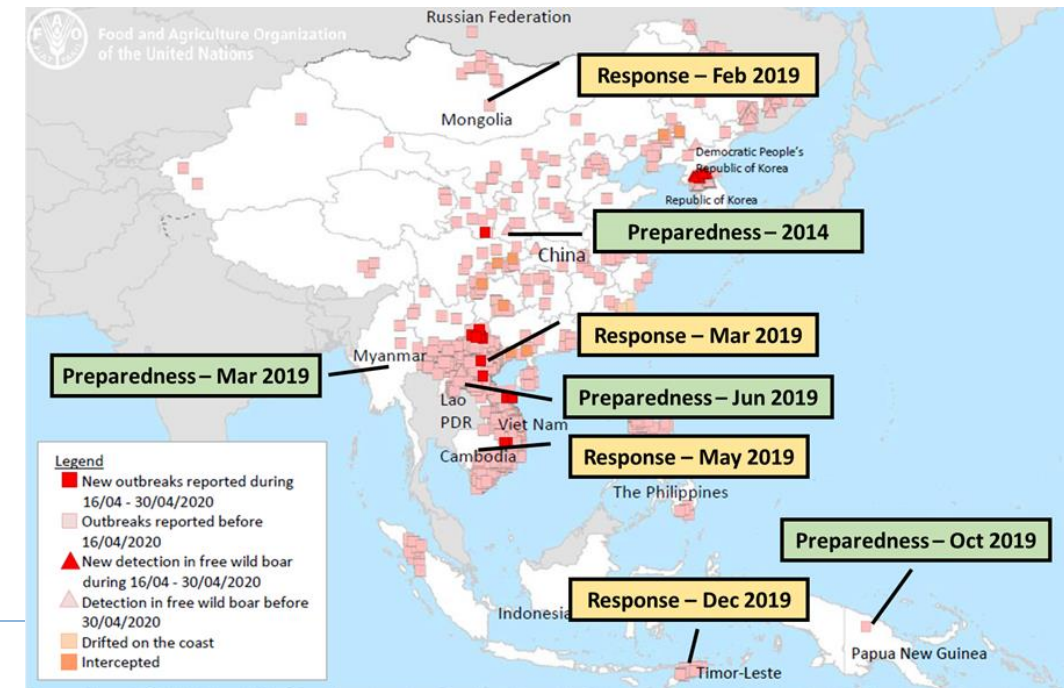 Food and Agriculture Organization
of the United Nations
Russian Federation
Response – Feb 2019
Mongolia
Democratic People's
Republic of Korea
Republic of Korea
Preparedness – 2014
China
Response – Mar 2019
Myanmar
Preparedness – Mar 2019
Preparedness – Jun 2019
Lao
PDR
Viet Nam
Cambodia
Response – May 2019
The Philippines
Legend
New outbreaks reported during
16/04 - 30/04/2020
Outbreaks reported before
16/04/2020
New detection in free wild boar
during 16/04 - 30/04/2020
Detection in free wild boar before
30/04/2020
Drifted on the coast
Intercepted
Preparedness – Oct 2019
Response – Dec 2019
Indonesia
Papua New Guinea
Timor-Leste